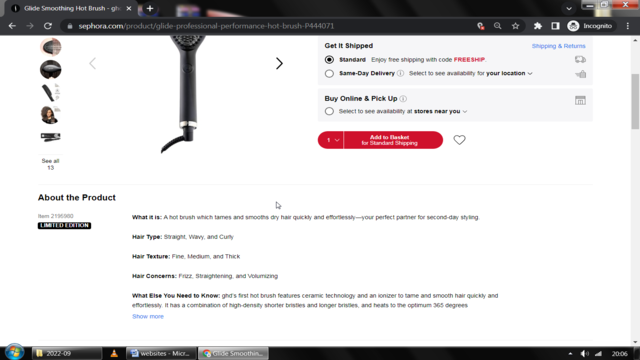 Glide Smoothing Hot Brush - gh
sephora.com/product/glide-professional-performance-hot-brush-P444071
Incognito
Get It Shipped
Shipping & Returns
Standard Enjoy free shipping with code FREESHIP.
Same-Day Delivery Select to see availability for your location
Buy Online & Pick Up
Select to see availability at stores near you
1
Add to Basket
for Standard Shipping
See all
13
About the Product
LIMITED EDITION
What it is: A hot brush which tames and smooths dry hair quickly and effortlessly—your perfect partner for second-day styling.
Hair Type: Straight, Wavy, and Curly
Hair Texture: Fine, Medium, and Thick
Hair Concerns: Frizz, Straightening, and Volumizing
What Else You Need to Know: ghd's first hot brush features ceramic technology and an ionizer to tame and smooth hair quickly and
effortlessly. It has a combination of high-density shorter bristles and longer bristles, and heats to the optimum 365 degrees
Show more
2022-09
websites - Micr...
Glide Smoothin...
20:06